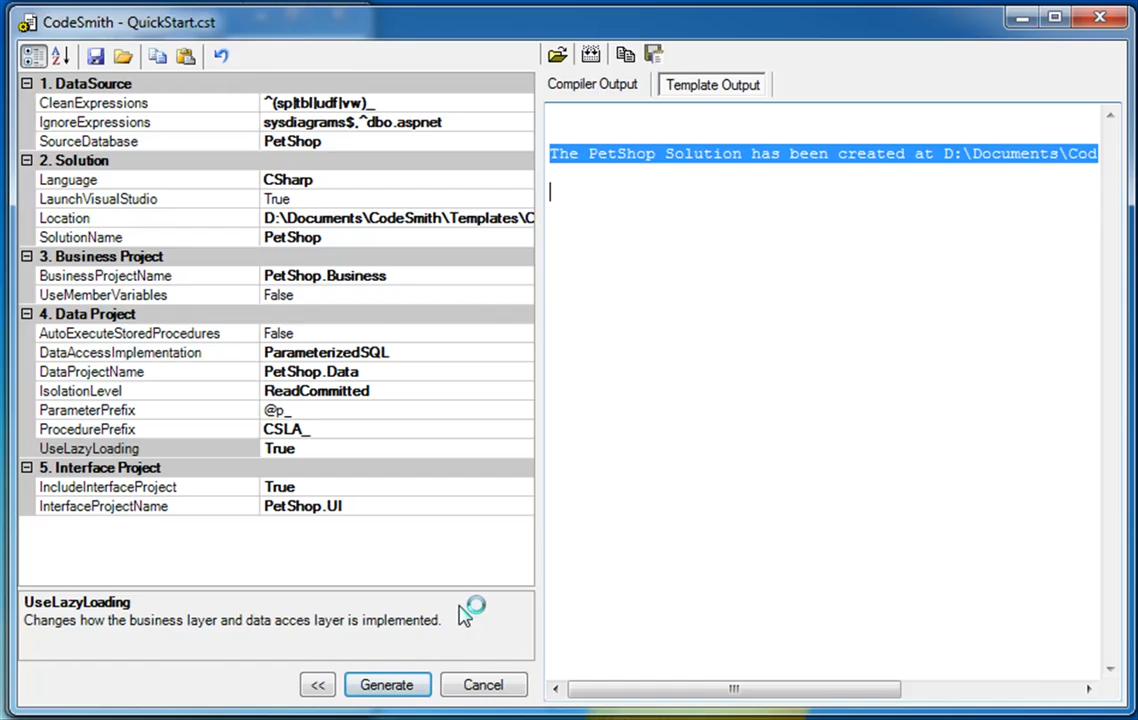 CodeSmith - QuickStart.cst
1. DataSource
CleanExpressions ^(sp|tbl|udf|vw)_
IgnoreExpressions sysdiagrams$,^dbo.aspnet
SourceDatabase PetShop
2. Solution
Language CSharp
LaunchVisualStudio True
Location D:\Documents\CodeSmith\Templates\C
SolutionName PetShop
3. Business Project
BusinessProjectName PetShop.Business
UseMemberVariables False
4. Data Project
AutoExecuteStoredProcedures False
DataAccessImplementation ParameterizedSQL
DataProjectName PetShop.Data
IsolationLevel ReadCommitted
ParameterPrefix @p_
ProcedurePrefix CSLA_
UseLazyLoading True
5. Interface Project
IncludeInterfaceProject True
InterfaceProjectName PetShop.UI
UseLazyLoading
Changes how the business layer and data acces layer is implemented.
<< Generate Cancel
Compiler Output Template Output
The PetShop Solution has been created at D:\Documents\Cod